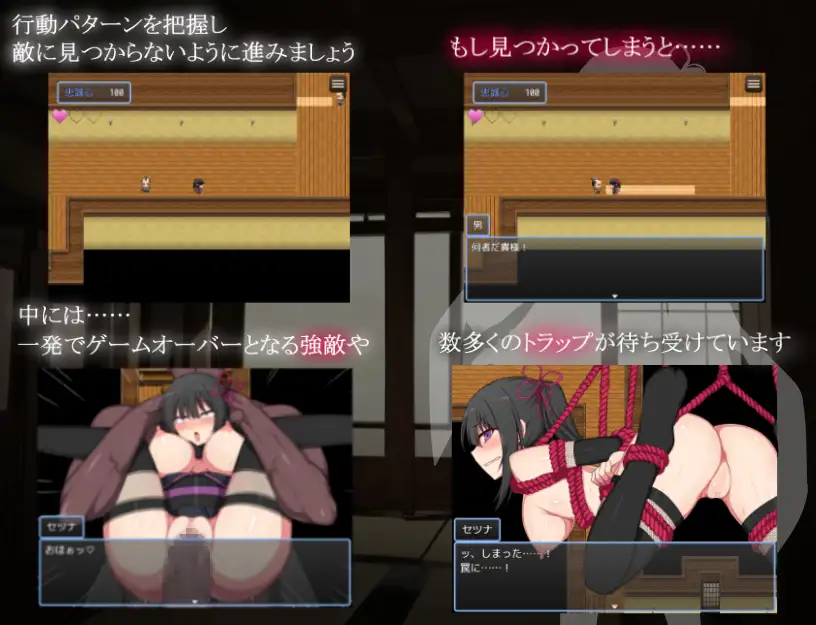 行動パターンを把握し
敵に見つからないように進みましょう
忠誠心 100
もし見つかってしまうと……
忠誠心 100
男
何者だ貴様！
中には……
一発でゲームオーバーとなる強敵や
セツナ
おほぉッ♡
数多くのトラップが待ち受けています
セツナ
ッ、しまった……！
罠に……！